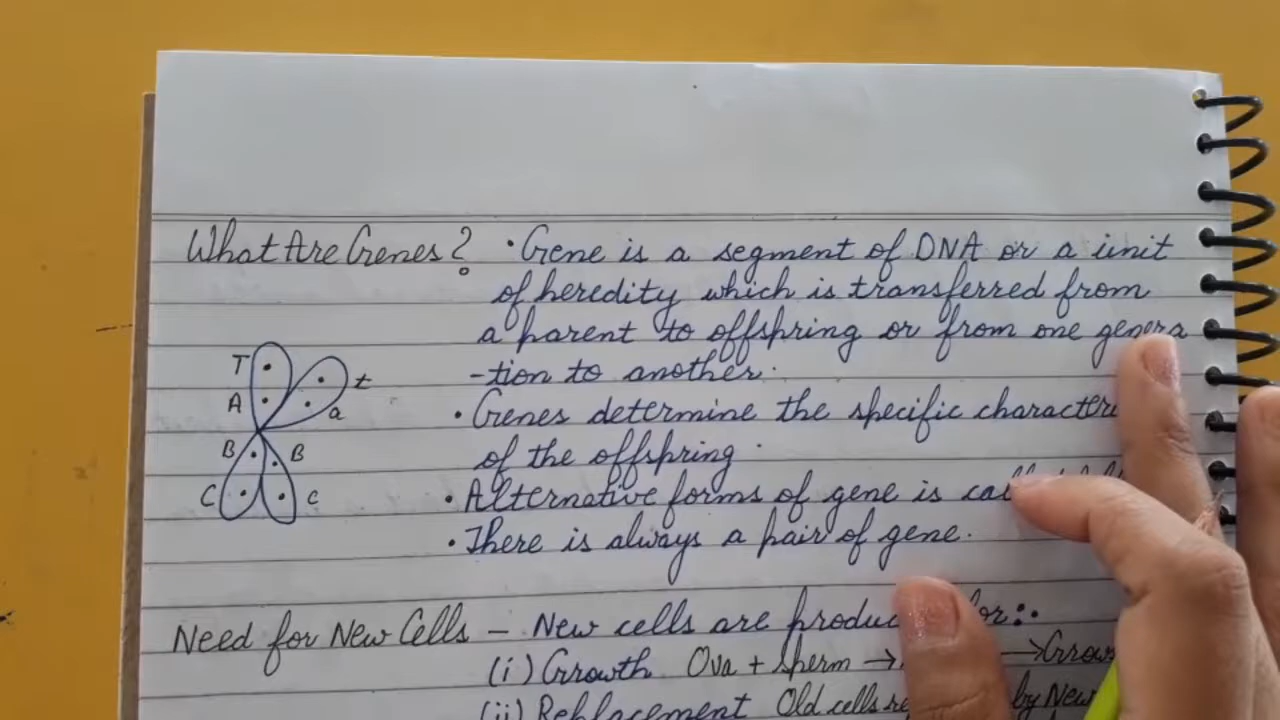 What Are Genes? • Gene is a segment of DNA or a unit
of heredity which is transferred from
a parent to offspring or from one genera
-tion to another.
• Genes determine the specific
of the offspring.
• Alternative forms of gene is
• There is always a pair of gene.
T
t
A
a
B B
C c
Need for New Cells – New cells are for :·
(i) Growth Ova + Sperm → →
(ii) Replacement Old cells by New